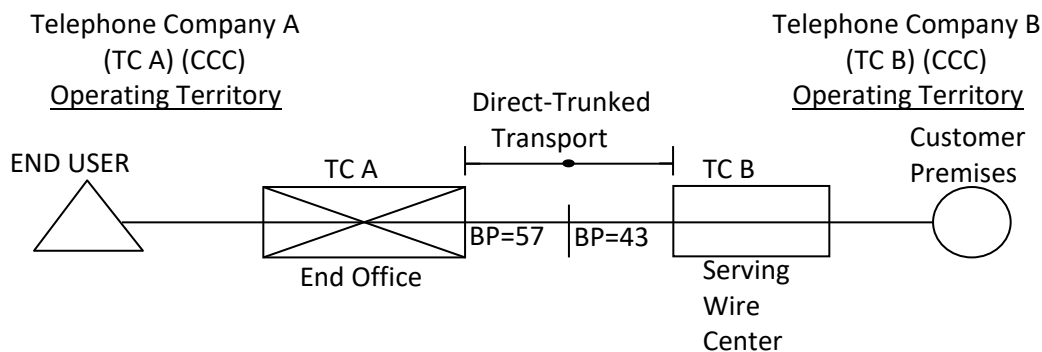 Telephone Company A
(TC A) (CCC)
Operating Territory
Telephone Company B
(TC B) (CCC)
Operating Territory
Direct-Trunked
Transport
END USER
TC A
TC B
Customer
Premises
BP=57
BP=43
End Office
Serving
Wire
Center